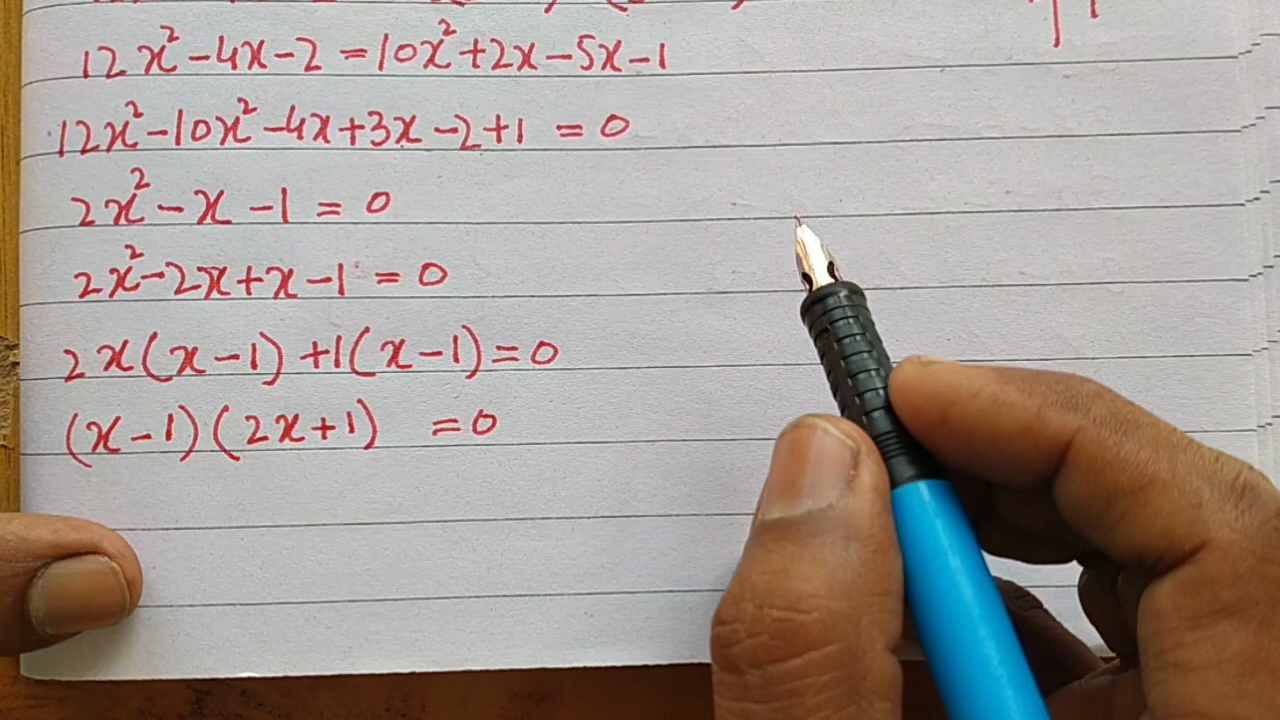 12x²-4x-2 = 10x²+2x-5x-1
12x²-10x²-4x+3x-2+1 = 0
2x²-x-1 = 0
2x²-2x+x-1 = 0
2x(x-1)+1(x-1)=0
(x-1)(2x+1) =0